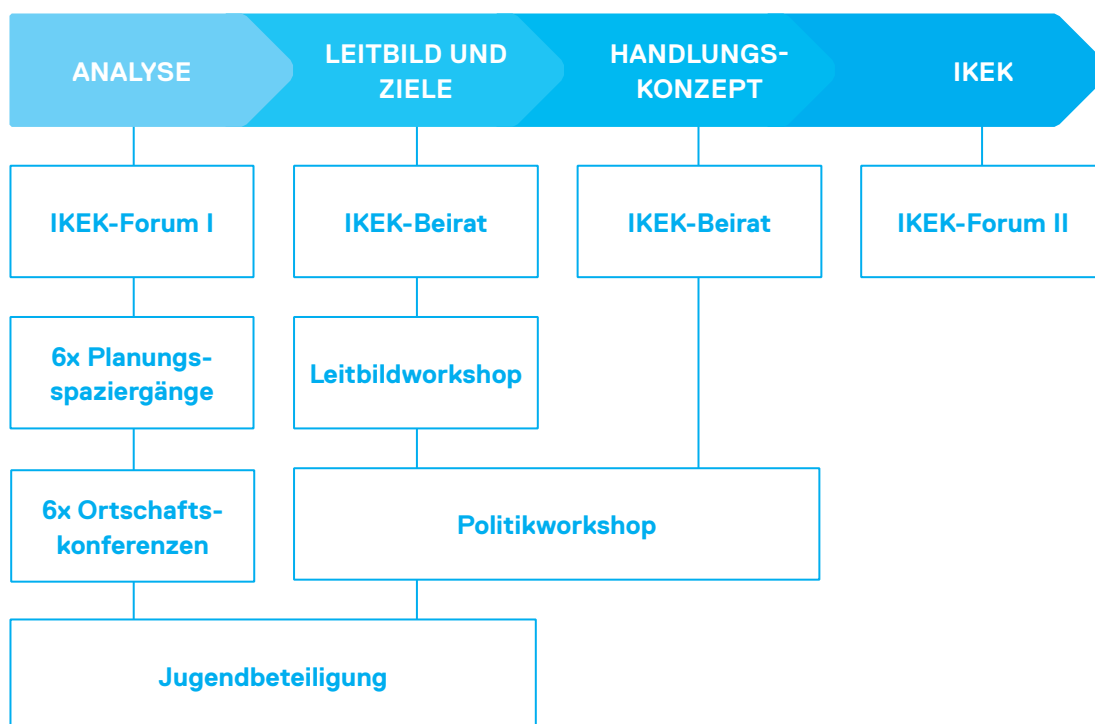 ANALYSE
LEITBILD UND
ZIELE
HANDLUNGS-
KONZEPT
IKEK
IKEK-Forum I
IKEK-Beirat
IKEK-Beirat
IKEK-Forum II
6x Planungs-
spaziergänge
Leitbildworkshop
6x Ortschafts-
konferenzen
Politikworkshop
Jugendbeteiligung